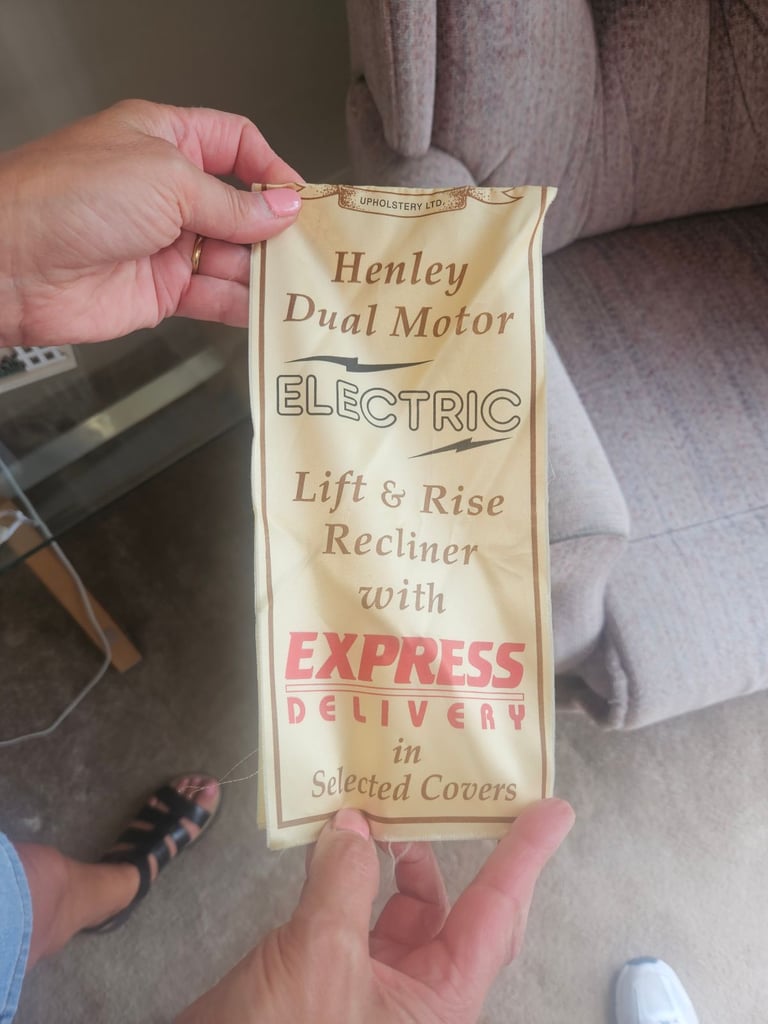 UPHOLSTERY LTD.
Henley
Dual Motor
ELECTRIC
Lift & Rise
Recliner
with
EXPRESS
DELIVERY
in
Selected Covers